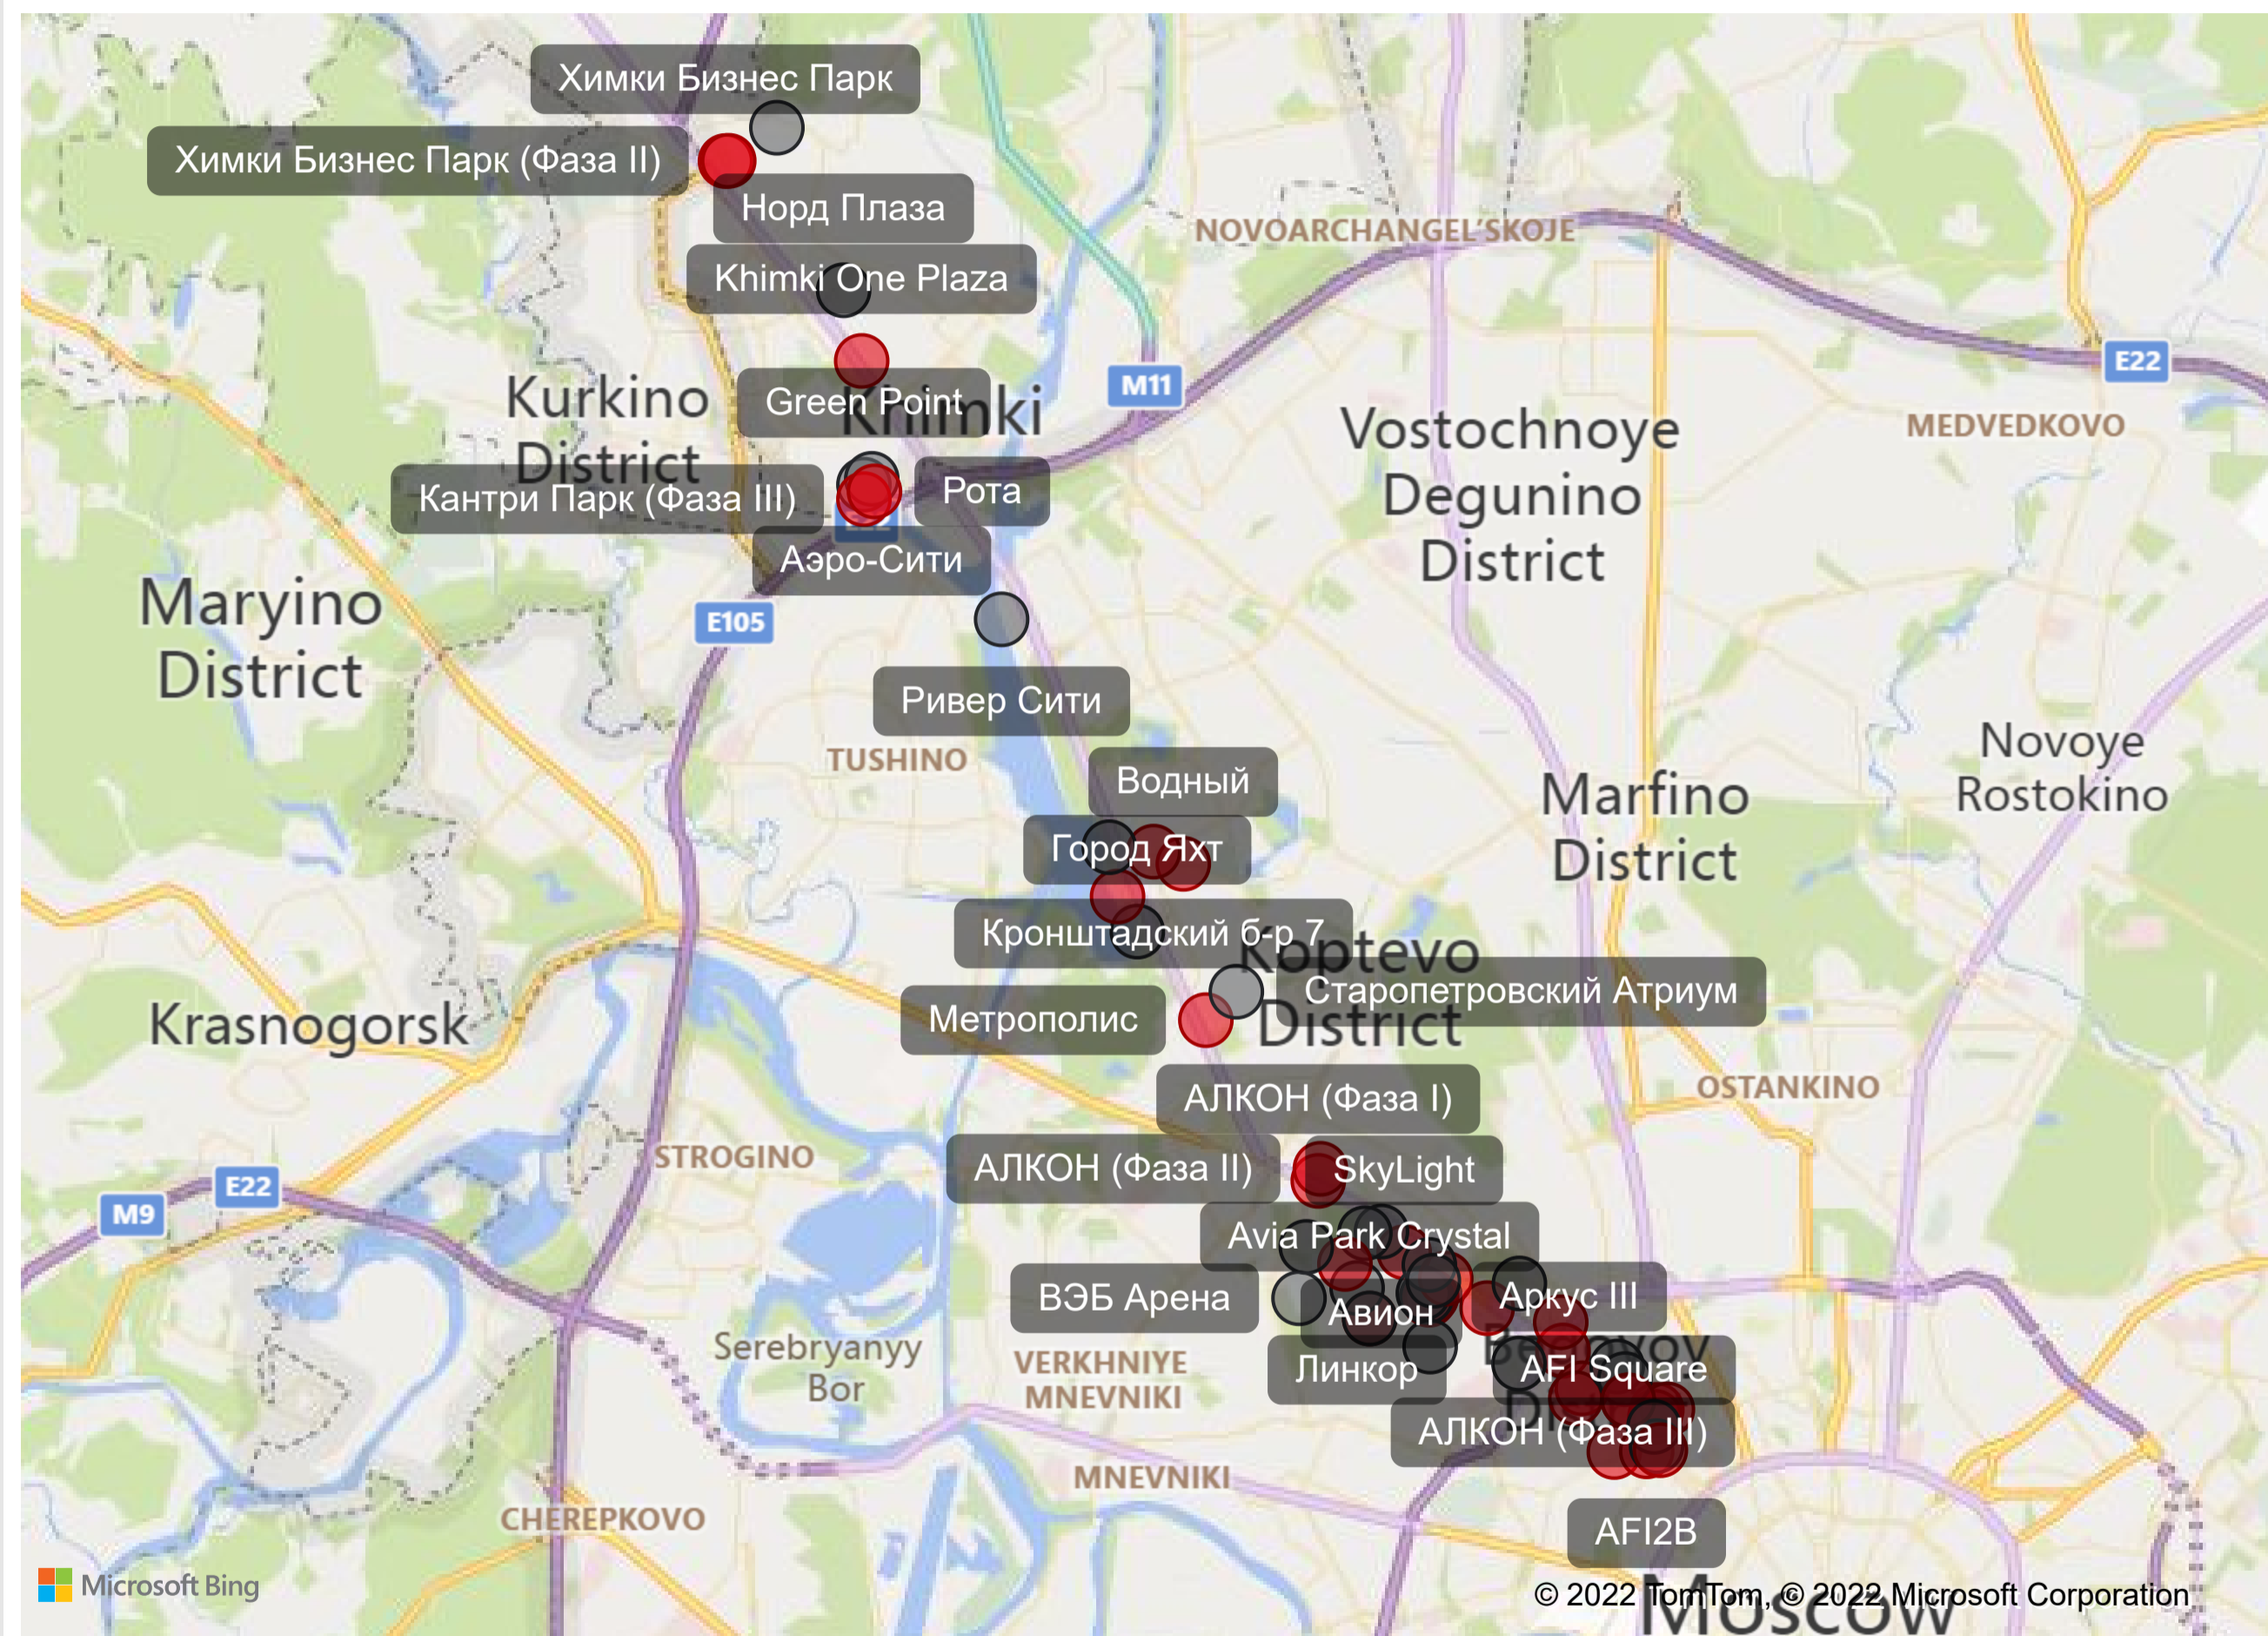 Химки Бизнес Парк
Химки Бизнес Парк (Фаза II)
Норд Плаза
NOVOARCHANGEL'SKOJE
Khimki One Plaza
M11
E22
Kurkino
District
Green Point
Khimki
Vostochnoye
Degunino
District
MEDVEDKOVO
Кантри Парк (Фаза III)
Рота
Аэро-Сити
Maryino
District
E105
Ривер Сити
TUSHINO
Водный
Novoye
Rostokino
Marfino
District
Город Яхт
Кронштадский б-р 7
Koptevo
District
Старопетровский Атриум
Метрополис
Krasnogorsk
АЛКОН (Фаза I)
OSTANKINO
STROGINO
АЛКОН (Фаза II)
SkyLight
E22
M9
Avia Park Crystal
ВЭБ Арена
Авион
Аркус III
Serebryanyy
Bor
VERKHNIYE
MNEVNIKI
Линкор
AFI Square
АЛКОН (Фаза III)
MNEVNIKI
CHEREPKOVO
AFI2B
Microsoft Bing
© 2022 TomTom, © 2022 Microsoft Corporation
Moscow